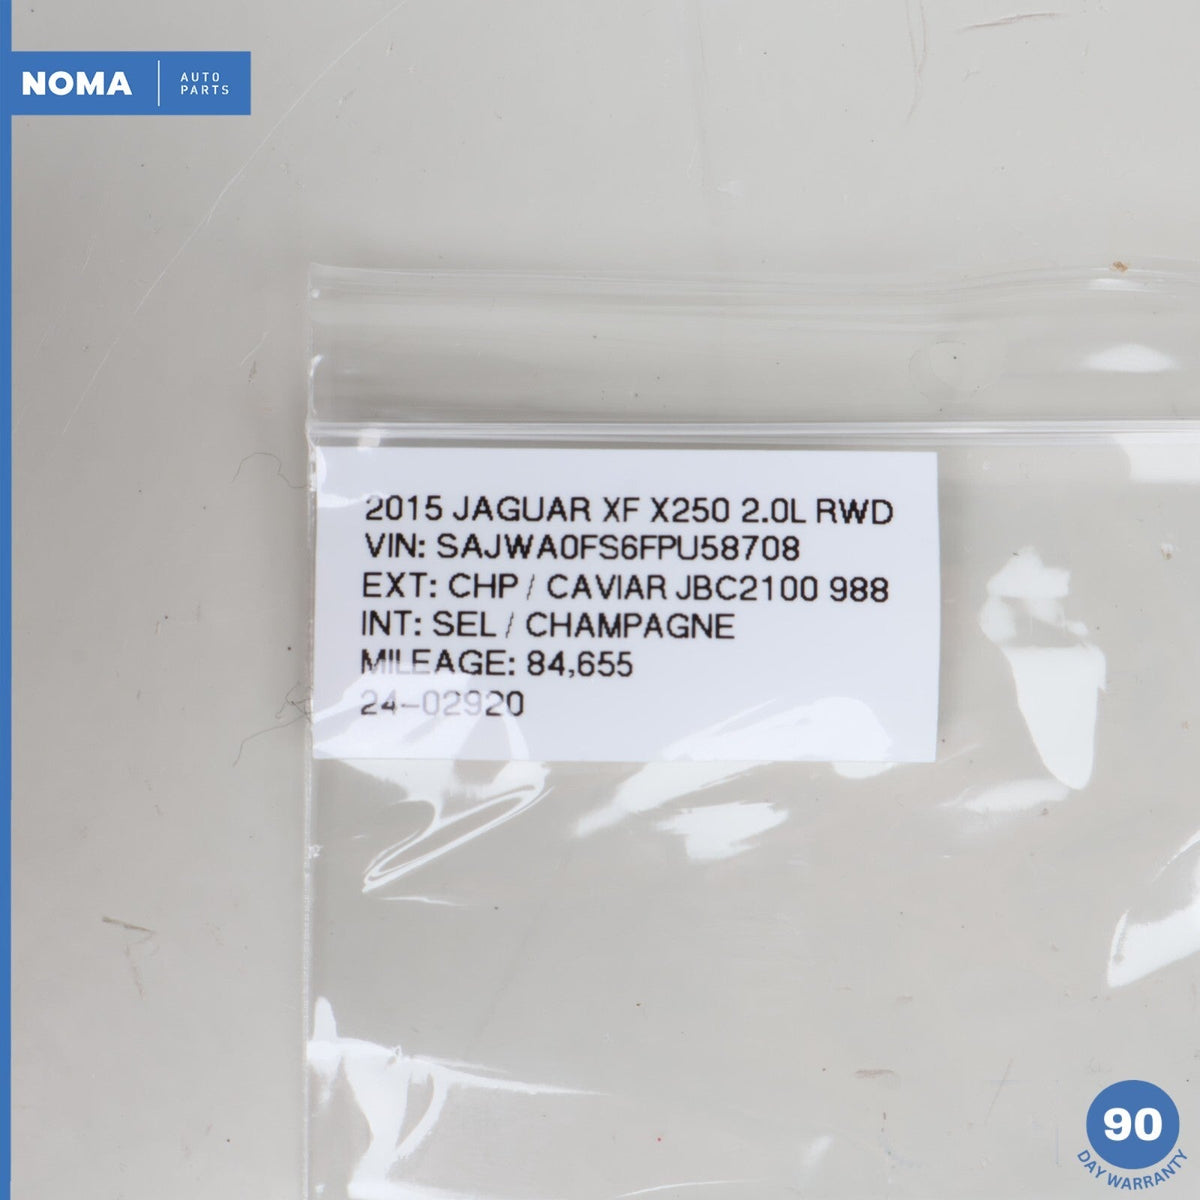 NOMA AUTO
PARTS
2015 JAGUAR XF X250 2.0L RWD
VIN: SAJWA0FS6FPU58708
EXT: CHP / CAVIAR JBC2100 988
INT: SEL / CHAMPAGNE
MILEAGE: 84,655
24-02920
90
DAY WARRANTY